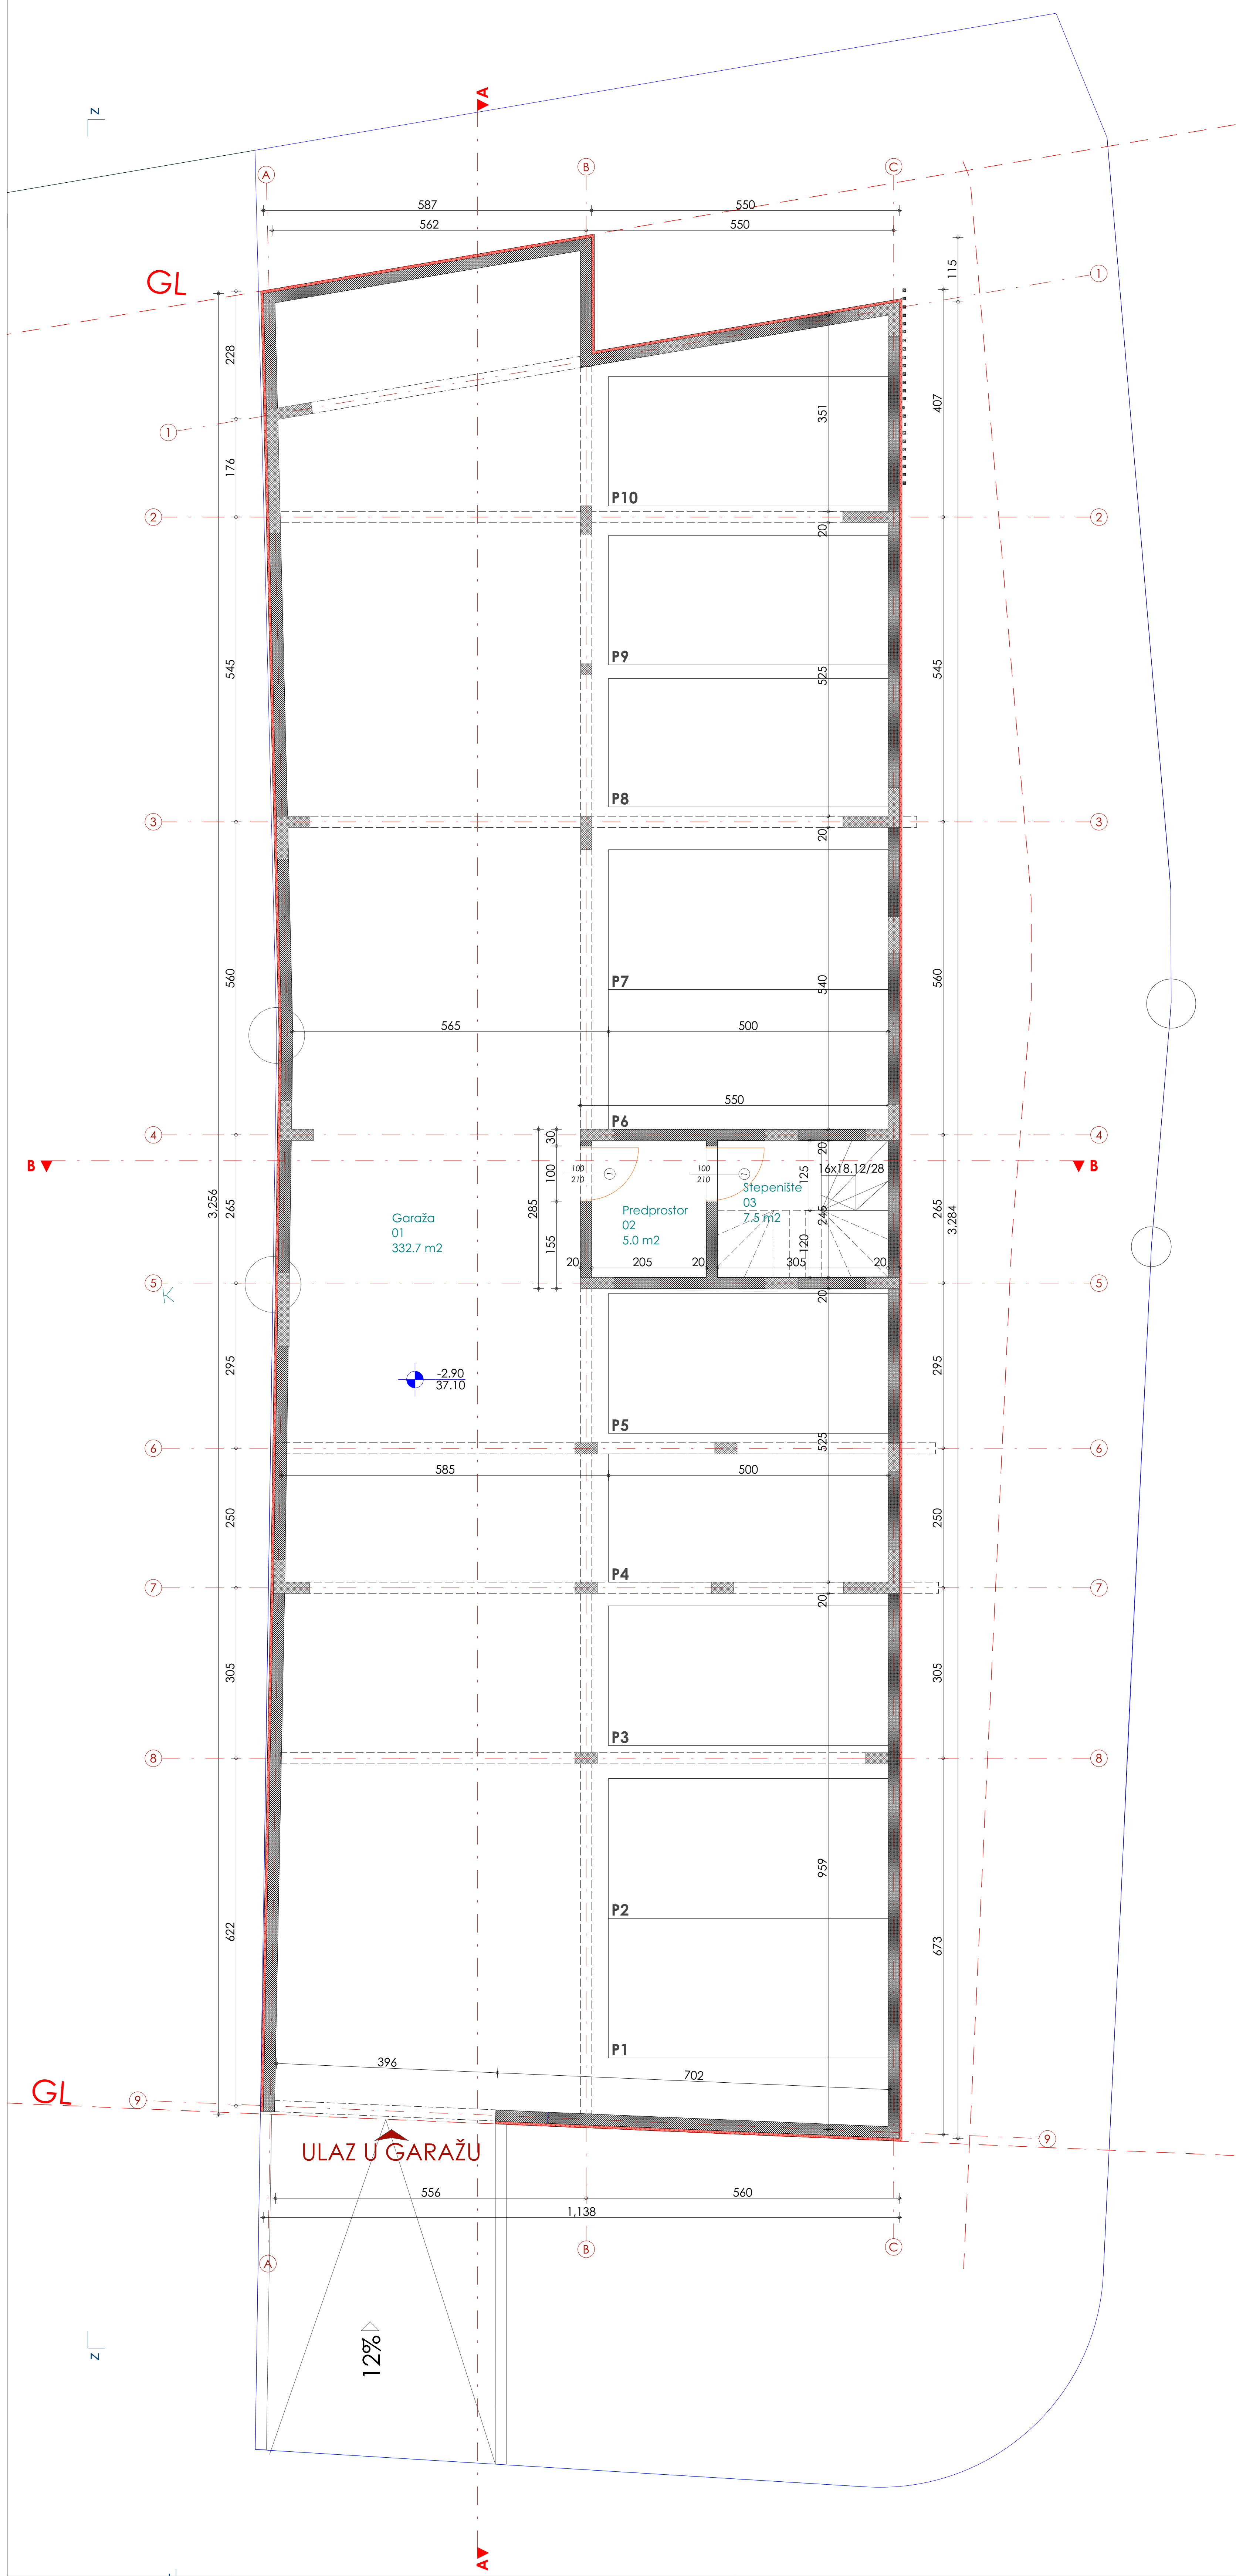 A
Z
A
B
C
587
550
562
550
GL
115
1
228
407
351
1
176
P10
2
20
2
545
P9
525
545
P8
3
20
3
560
P7
540
560
565
500
550
P6
4
30
20
4
B
B
100
210
1
100
210
1
16x18.12/28
100
125
Stepenište
03
7.5 m2
3.256
265
285
Garaža
01
332.7 m2
Predprostor
02
5.0 m2
245
265
3.284
155
120
20
205
20
305
20
5
20
5
K
295
-2.90
37.10
295
P5
525
6
6
585
500
250
250
P4
7
20
7
305
P3
305
8
8
959
622
P2
673
P1
396
702
GL
9
9
ULAZ U GARAŽU
556
560
1,138
A
B
C
12%
Z
A